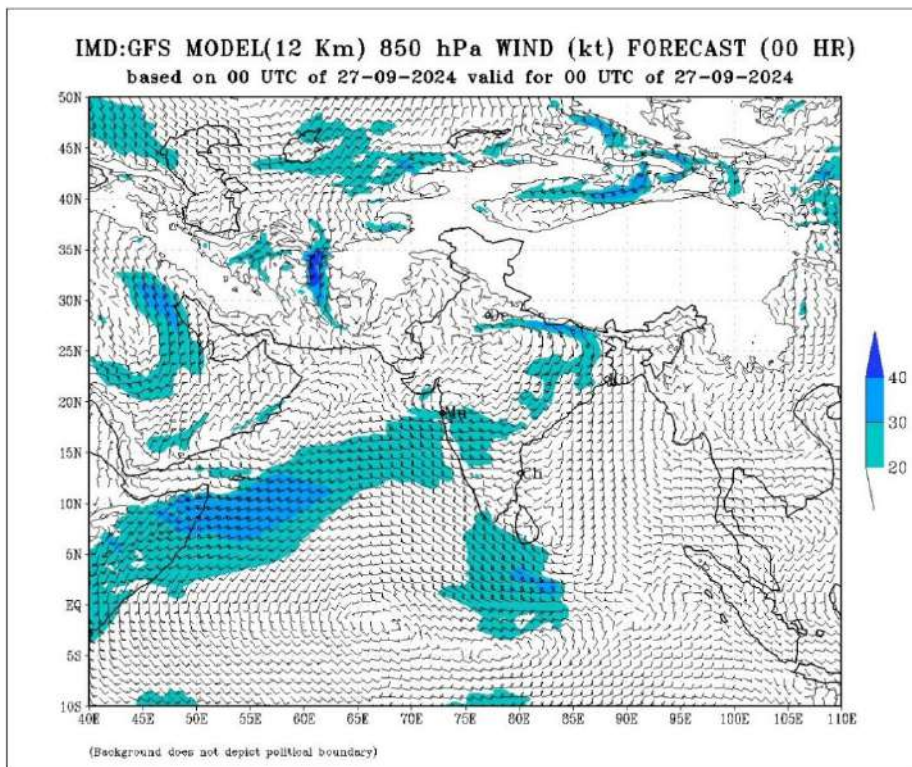 IMD:GFS MODEL(12 Km) 850 hPa WIND (kt) FORECAST (00 HR)
based on 00 UTC of 27-09-2024 valid for 00 UTC of 27-09-2024
50N
45N
40N
35N
30N
25N
20N
15N
10N
5N
EQ
5S
10S
40
30
20
40E 45E 50E 55E 60E 65E 70E 75E 80E 85E 90E 95E 100E 105E 110E
(Background does not depict political boundary)